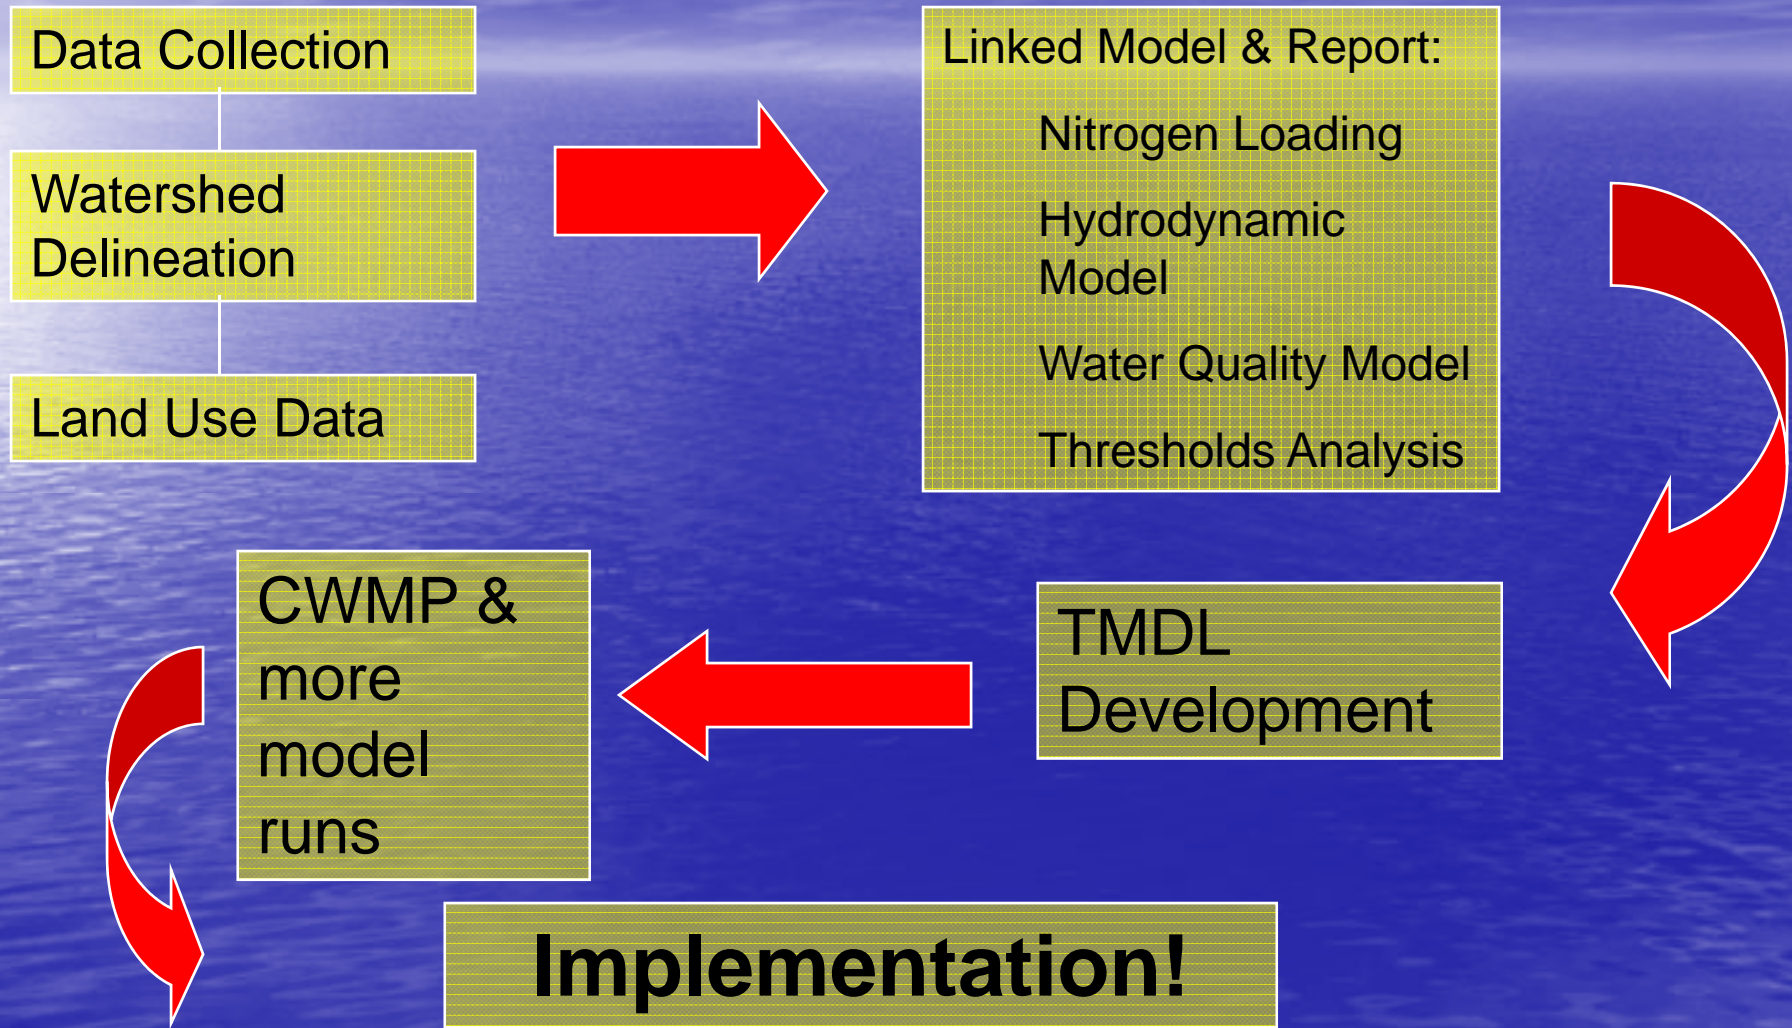 Data Collection
Watershed
Delineation
Land Use Data
Linked Model & Report:
Nitrogen Loading
Hydrodynamic
Model
Water Quality Model
Thresholds Analysis
TMDL
Development
CWMP &
more
model
runs
Implementation!